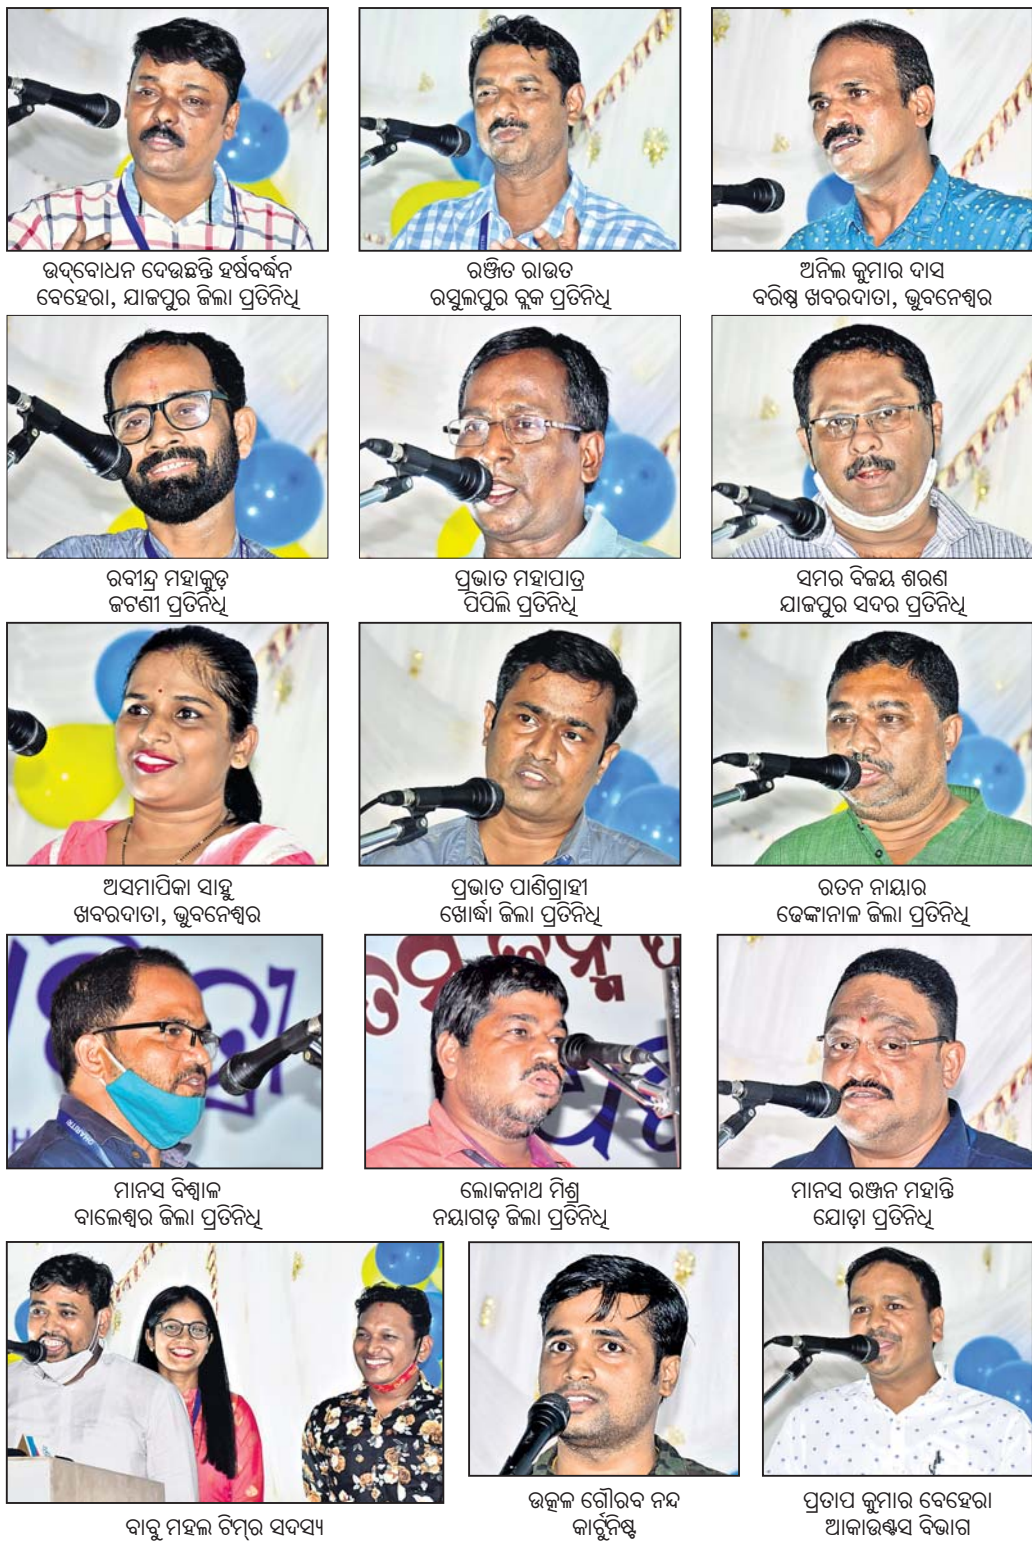 ଉଦ୍‌ବୋଧନ ଦେଉଛନ୍ତି ହର୍ଷବର୍ଦ୍ଧନ
ବେହେରା, ଯାଜପୁର ଜିଲା ପ୍ରତିନିଧି
ରଞ୍ଜିତ ରାଉତ
ରସୁଲପୁର ବ୍ଲକ ପ୍ରତିନିଧି
ଅନିଲ କୁମାର ଦାସ
ବରିଷ୍ଠ ଖବରଦାତା, ଭୁବନେଶ୍ୱର
ରବୀନ୍ଦ୍ର ମହାକୁଡ଼
ଜଟଣୀ ପ୍ରତିନିଧି
ପ୍ରଭାତ ମହାପାତ୍ର
ପିପିଲି ପ୍ରତିନିଧି
ସମର ବିଜୟ ଶରଣ
ଯାଜପୁର ସଦର ପ୍ରତିନିଧି
ଅସମାପିକା ସାହୁ
ଖବରଦାତା, ଭୁବନେଶ୍ୱର
ପ୍ରଭାତ ପାଣିଗ୍ରାହୀ
ଖୋର୍ଦ୍ଧା ଜିଲା ପ୍ରତିନିଧି
ରତନ ନାୟାର
ଢେଙ୍କାନାଳ ଜିଲା ପ୍ରତିନିଧି
DHARITRI
ମାନସ ବିଶ୍ୱାଳ
ବାଲେଶ୍ୱର ଜିଲା ପ୍ରତିନିଧି
ଲୋକନାଥ ମିଶ୍ର
ନୟାଗଡ଼ ଜିଲା ପ୍ରତିନିଧି
ମାନସ ରଞ୍ଜନ ମହାନ୍ତି
ଯୋଡ଼ା ପ୍ରତିନିଧି
ବାବୁ ମହଲ ଟିମ୍‌ର ସଦସ୍ୟ
ଉତ୍କଳ ଗୌରବ ନନ୍ଦ
କାର୍ଟୁନିଷ୍ଟ
ପ୍ରତାପ କୁମାର ବେହେରା
ଆକାଉଣ୍ଟସ ବିଭାଗ